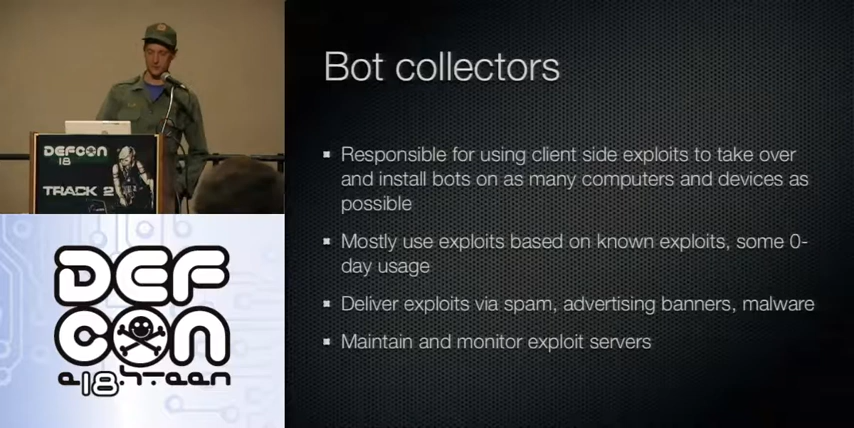 DEFCON
18
TRACK 2
DEF
CON
e18hteen
Bot collectors
Responsible for using client side exploits to take over
and install bots on as many computers and devices as
possible
Mostly use exploits based on known exploits, some 0-
day usage
Deliver exploits via spam, advertising banners, malware
Maintain and monitor exploit servers